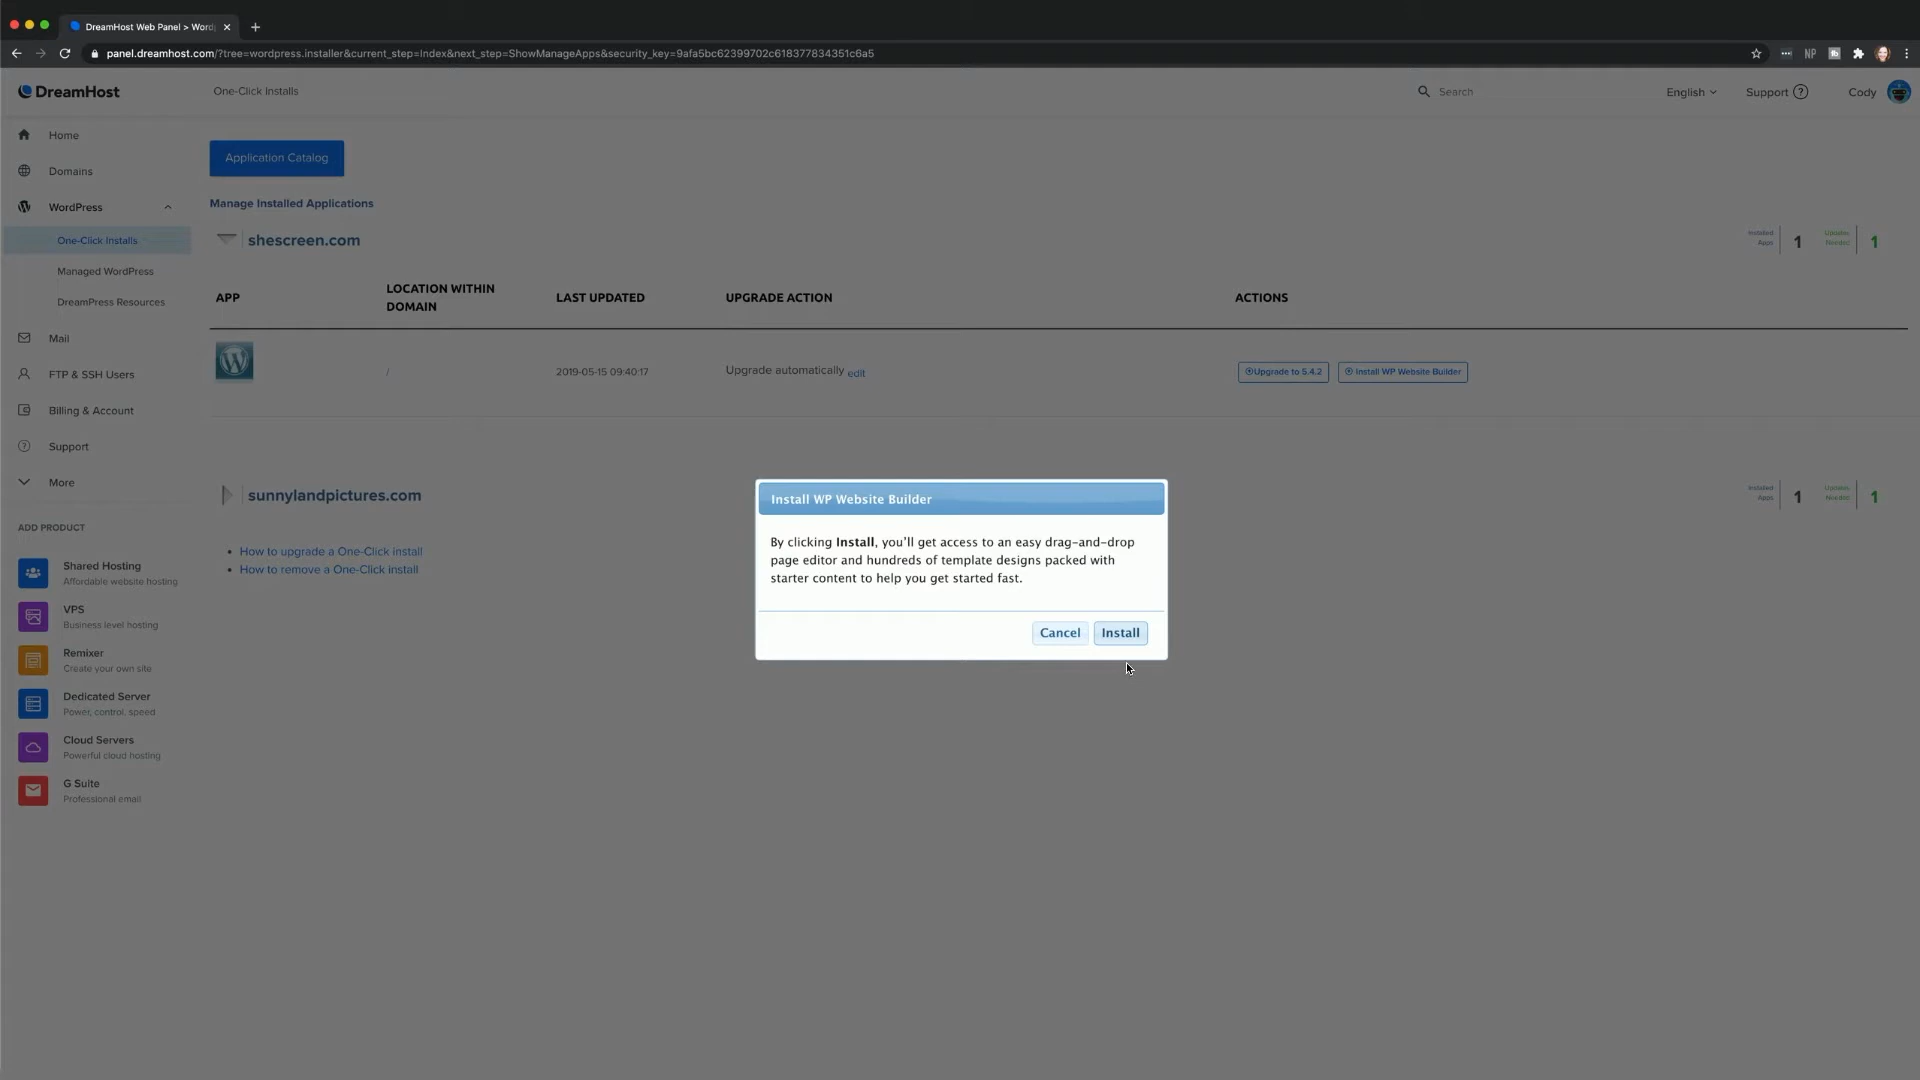 DreamHost Web Panel > Word
panel.dreamhost.com/?tree=wordpress.installer&current_step=Index&next_step=ShowManageApps&security_key=9afa5bc62399702c618377834351c6a5
NP
DreamHost
One-Click Installs
Search
English
Support
Cody
Home
Domains
WordPress
One-Click Installs
Managed WordPress
DreamPress Resources
Mail
FTP & SSH Users
Billing & Account
Support
More
ADD PRODUCT
Shared Hosting
Affordable website hosting
VPS
Business level hosting
Remixer
Create your own site
Dedicated Server
Power, control, speed
Cloud Servers
Powerful cloud hosting
G Suite
Professional email
Application Catalog
Manage Installed Applications
shescreen.com
Installed Apps 1
Updates Needed 1
APP
LOCATION WITHIN DOMAIN
LAST UPDATED
UPGRADE ACTION
ACTIONS
/
2019-05-15 09:40:17
Upgrade automatically edit
Upgrade to 5.4.2
Install WP Website Builder
sunnylandpictures.com
Installed Apps 1
Updates Needed 1
How to upgrade a One-Click install
How to remove a One-Click install
Install WP Website Builder
By clicking Install, you'll get access to an easy drag-and-drop
page editor and hundreds of template designs packed with
starter content to help you get started fast.
Cancel
Install